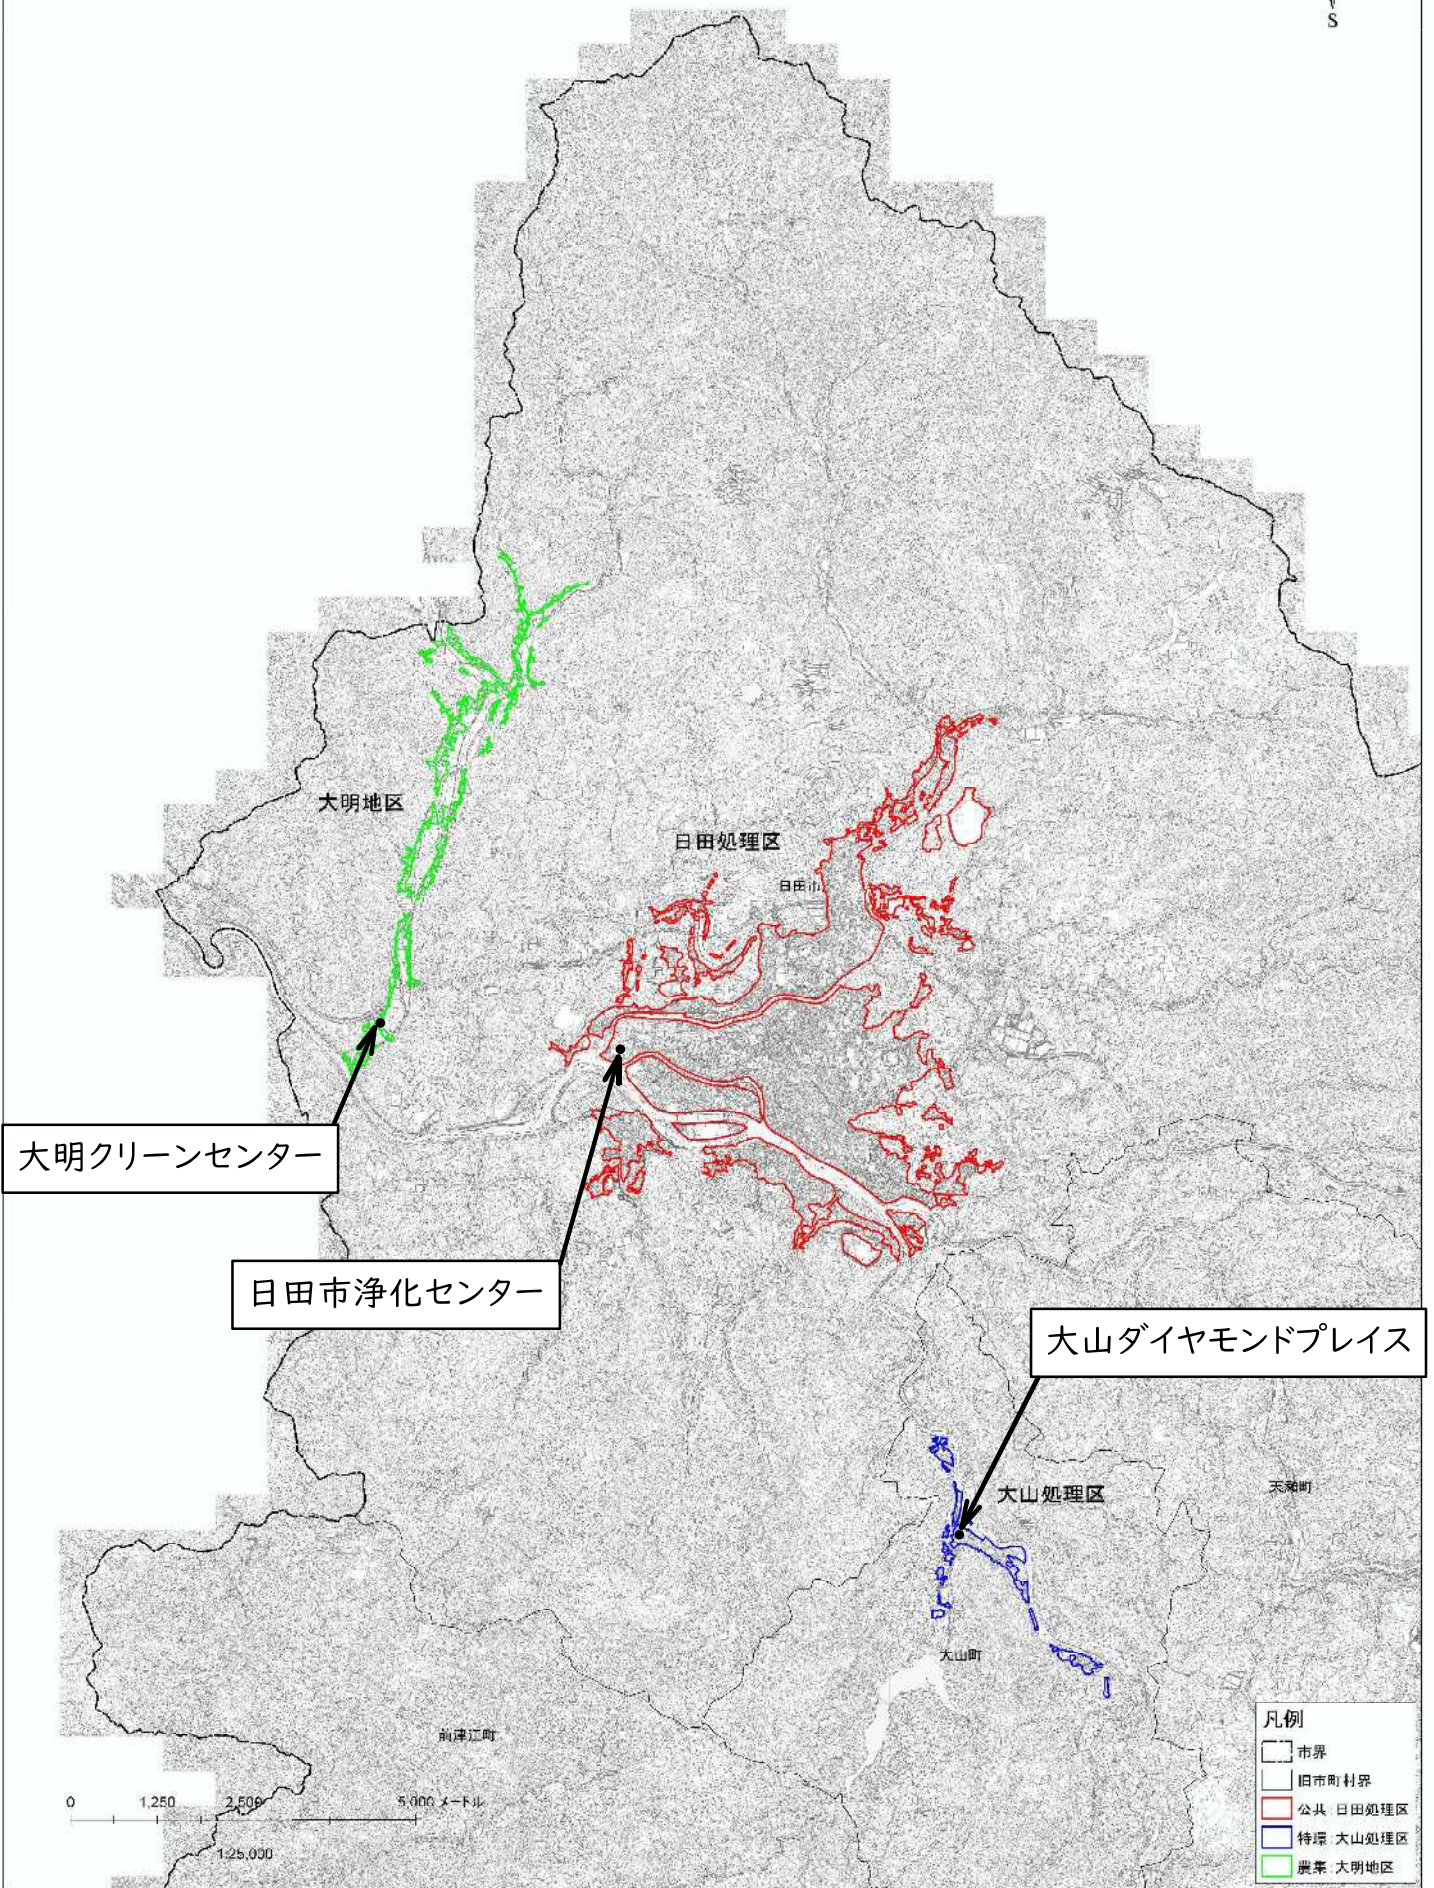 S
大明地区
日田処理区
日田市
大明クリーンセンター
日田市浄化センター
大山ダイヤモンドプレイス
大山処理区
天瀬町
大山町
前津江町
0 1,250 2,500 5,000 メートル
1:25,000
凡例
市界
旧市町村界
公共:日田処理区
特環:大山処理区
農集:大明地区